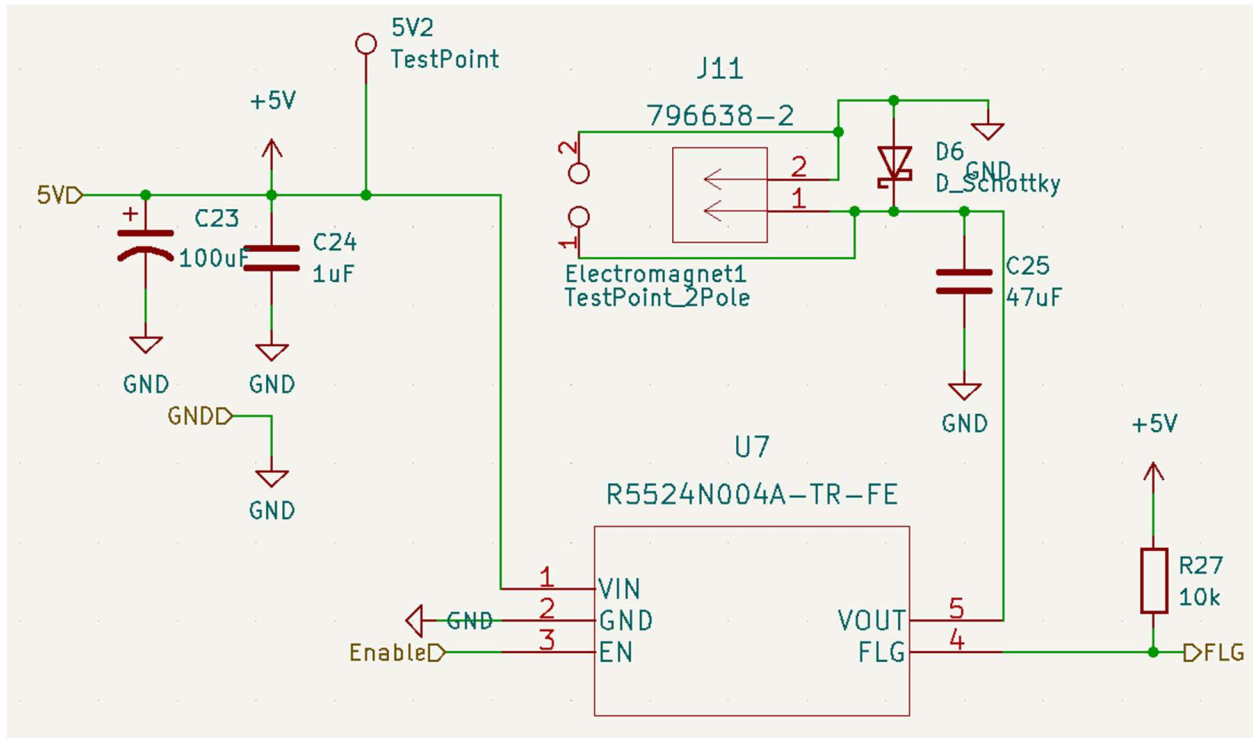 5V2
TestPoint
J11
+5V
796638-2
2
2
1
D6
GND
D_Schottky
5V
+
C23
100uF
C24
1uF
1
Electromagnet1
TestPoint_2Pole
C25
47uF
GND
GND
GND
GND
+5V
GND
U7
R5524N004A-TR-FE
R27
10k
1
VIN
GND
2
GND
VOUT
5
Enable
3
EN
FLG
4
FLG